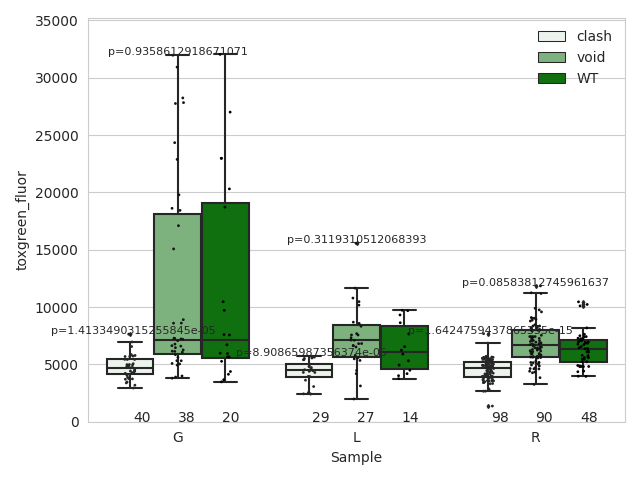 clash
void
WT
toxgreen_fluor
35000
30000
25000
20000
15000
10000
5000
0
p=0.9358612918671071
p=0.3119310512068393
p=0.08583812745961637
p=1.4133490315255845e-05
40 38 20 29 27 14 98 90 48
G L R
Sample